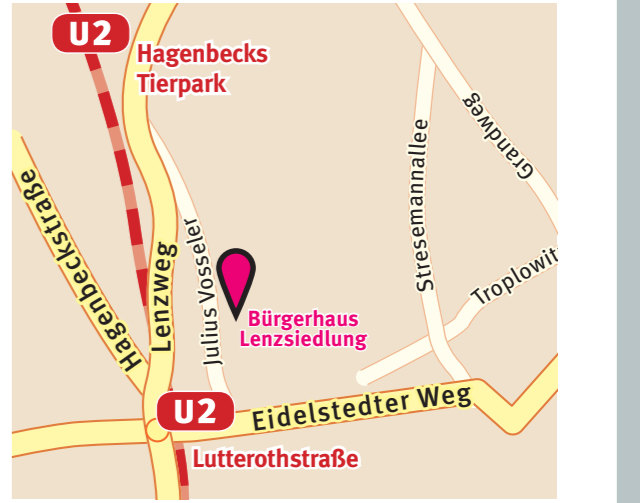 U2
Hagenbecks
Tierpark
Hagenbeckstraße
Lenzweg
Julius Vosseler
Stresemannallee
Grandweg
Troplowit
Bürgerhaus
Lenzsiedlung
U2
Eidelstedter Weg
Lutterothstraße